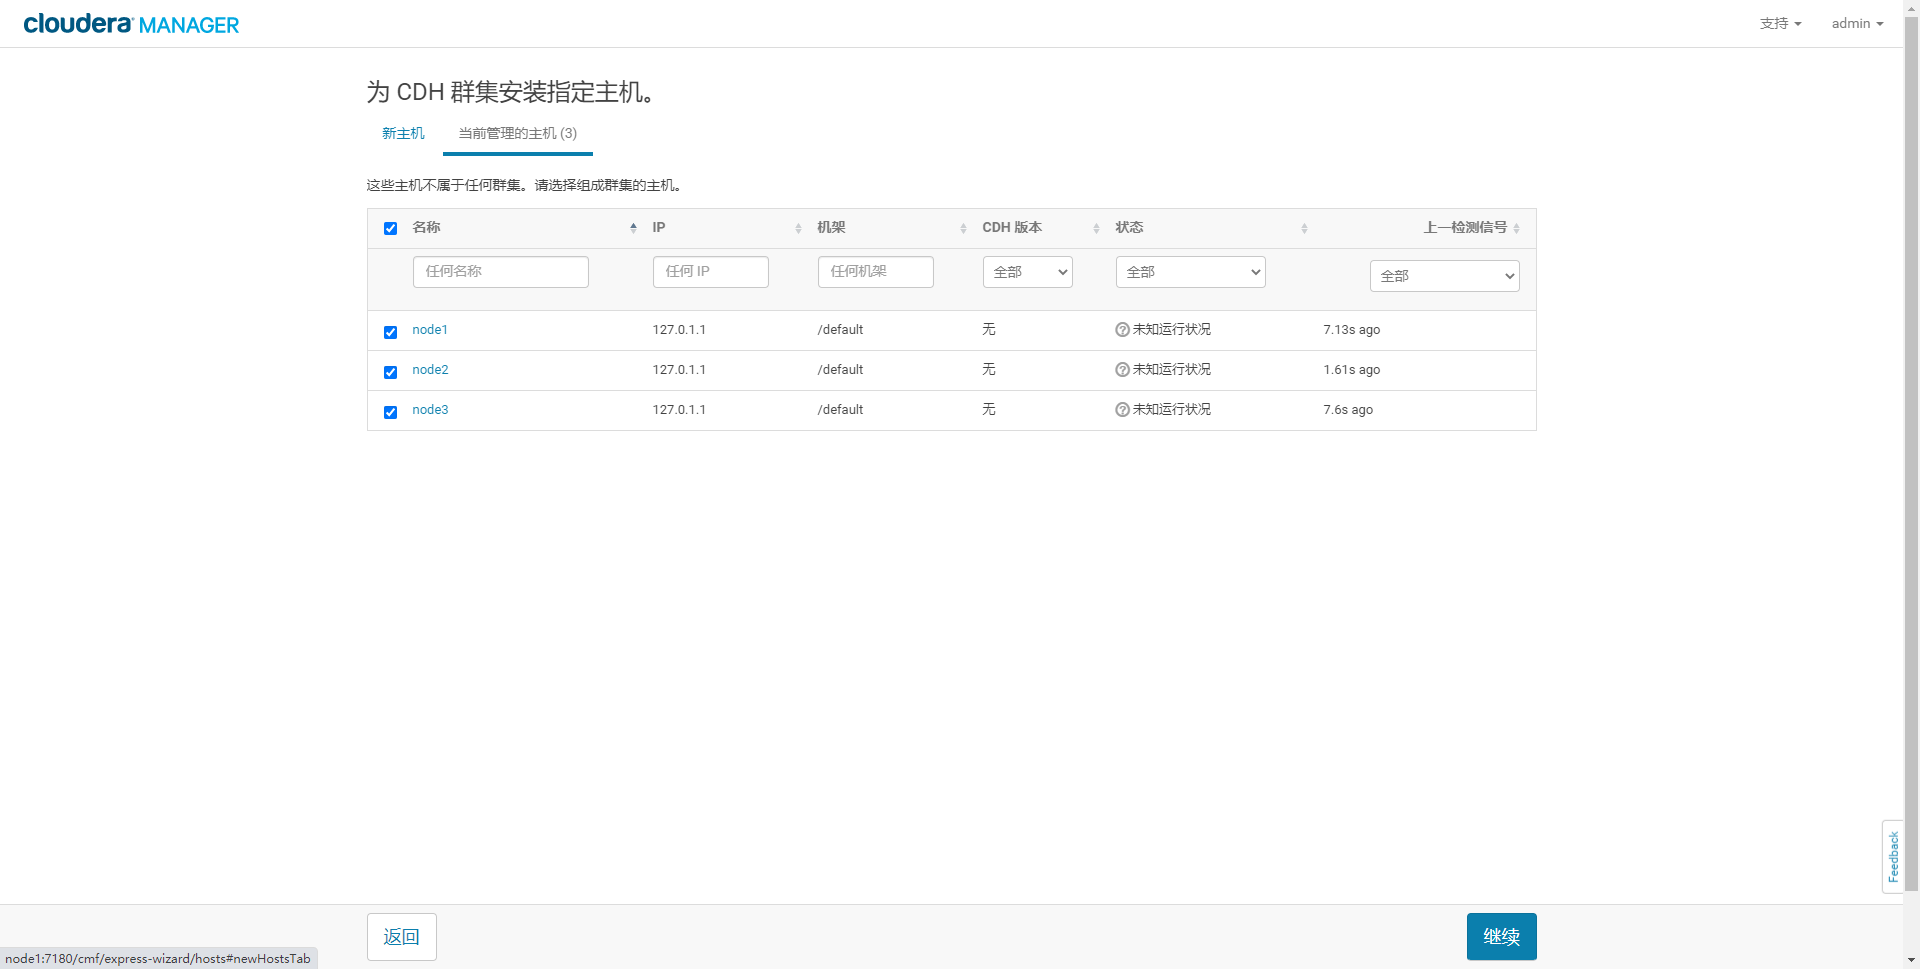 cloudera MANAGER
支持
admin
为 CDH 群集安装指定主机。
新主机
当前管理的主机 (3)
这些主机不属于任何群集。请选择组成群集的主机。
名称 IP 机架 CDH 版本 状态 上一检测信号
任何名称 任何 IP 任何机架 全部 全部 全部
node1 127.0.1.1 /default 无 未知运行状况 7.13s ago
node2 127.0.1.1 /default 无 未知运行状况 1.61s ago
node3 127.0.1.1 /default 无 未知运行状况 7.6s ago
Feedback
返回
继续
node1:7180/cmf/express-wizard/hosts#newHostsTab